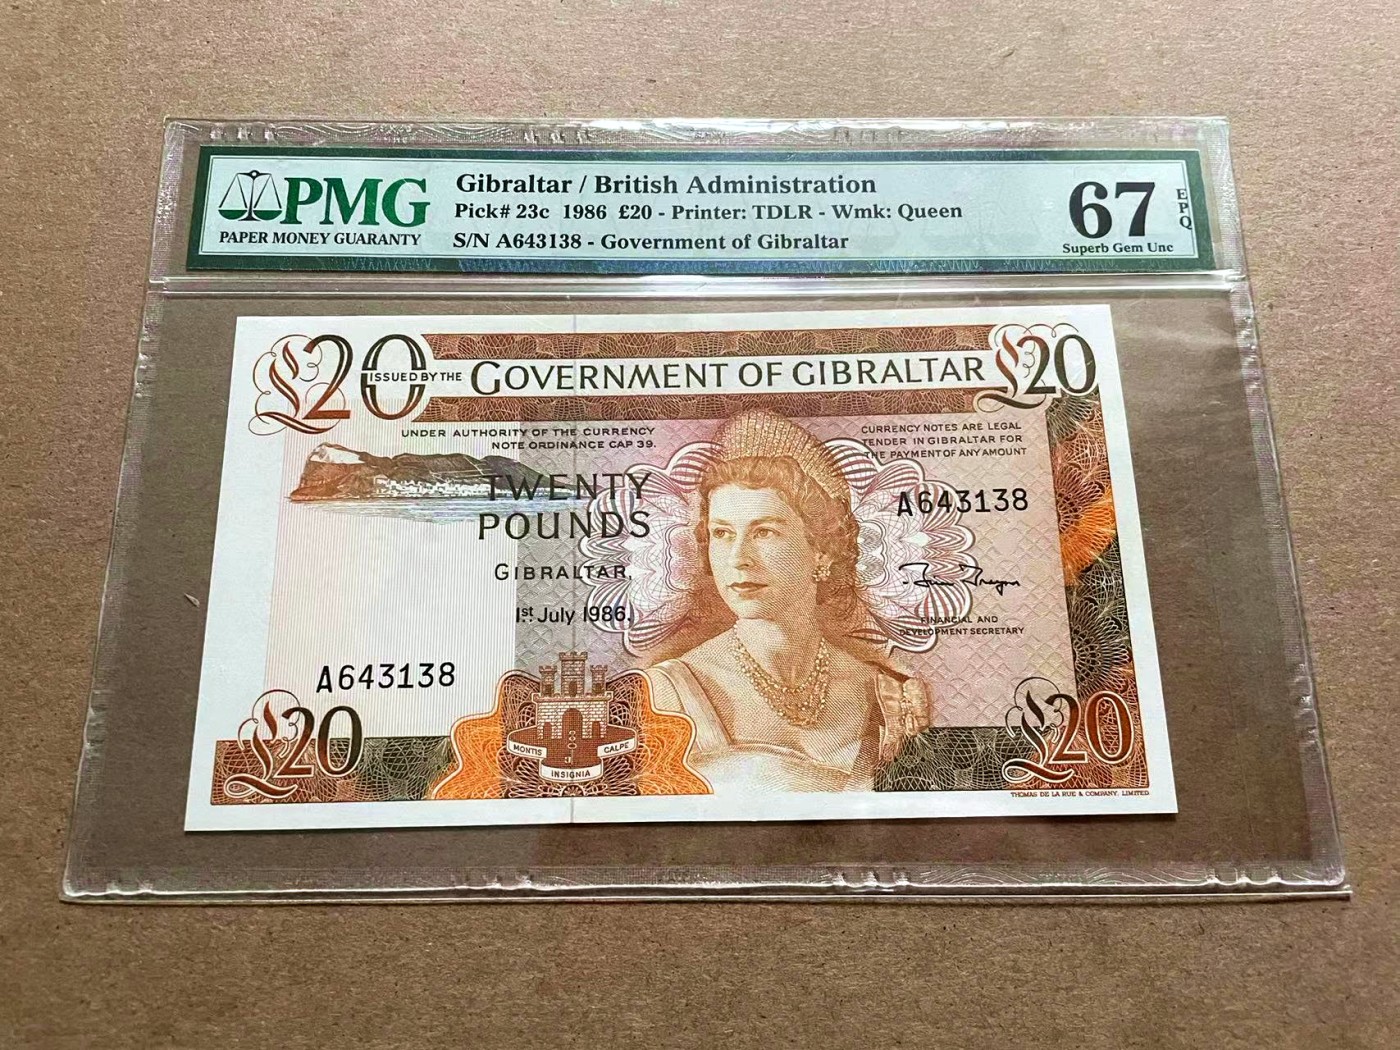 PMG
PAPER MONEY GUARANTY
Gibraltar / British Administration
Pick# 23c 1986 £20 - Printer: TDLR - Wmk: Queen
S/N A643138 - Government of Gibraltar
67
EPQ
Superb Gem Unc
£20
ISSUED BY THE GOVERNMENT OF GIBRALTAR
£20
UNDER AUTHORITY OF THE CURRENCY
NOTE ORDINANCE CAP 39.
CURRENCY NOTES ARE LEGAL
TENDER IN GIBRALTAR FOR
THE PAYMENT OF ANY AMOUNT
TWENTY
POUNDS
A643138
GIBRALTAR,
1st July 1986.
FINANCIAL AND
DEVELOPMENT SECRETARY
A643138
£20
MONTIS
CALPE
INSIGNIA
£20
THOMAS DE LA RUE & COMPANY, LIMITED